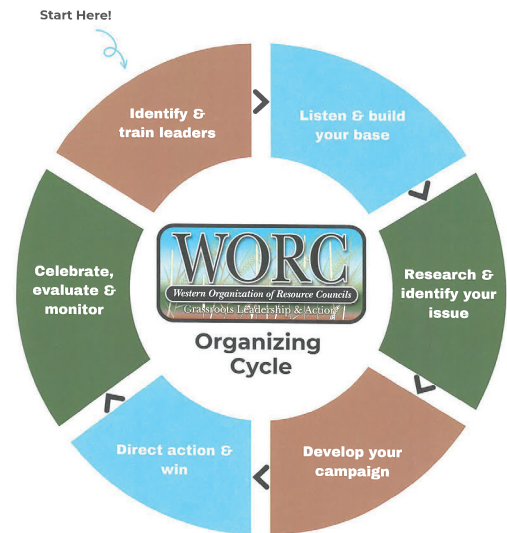 Start Here!
Identify &
train leaders
Listen & build
your base
Research &
identify your
issue
Develop your
campaign
Direct action &
win
Celebrate,
evaluate &
monitor
WORC
Western Organization of Resource Councils
Grassroots Leadership & Action
Organizing
Cycle